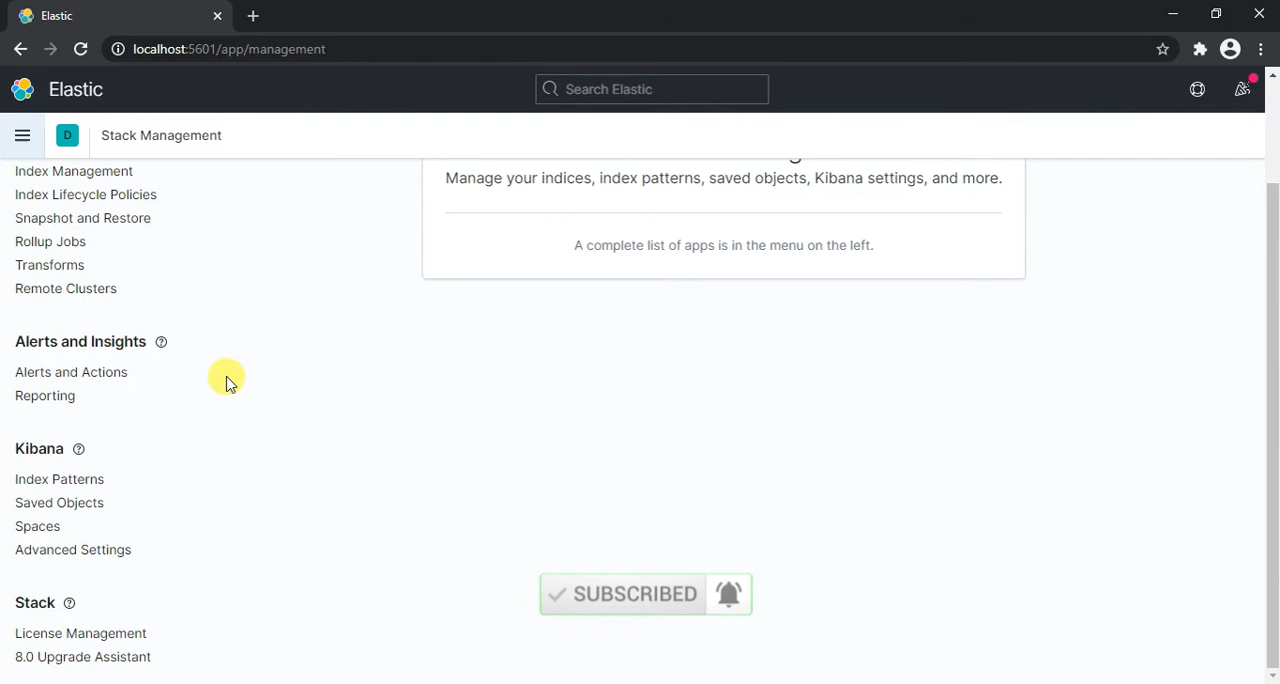 Elastic
localhost:5601/app/management
Elastic
Search Elastic
D
Stack Management
Index Management
Index Lifecycle Policies
Snapshot and Restore
Rollup Jobs
Transforms
Remote Clusters
Alerts and Insights
Alerts and Actions
Reporting
Kibana
Index Patterns
Saved Objects
Spaces
Advanced Settings
Stack
License Management
8.0 Upgrade Assistant
Manage your indices, index patterns, saved objects, Kibana settings, and more.
A complete list of apps is in the menu on the left.
SUBSCRIBED